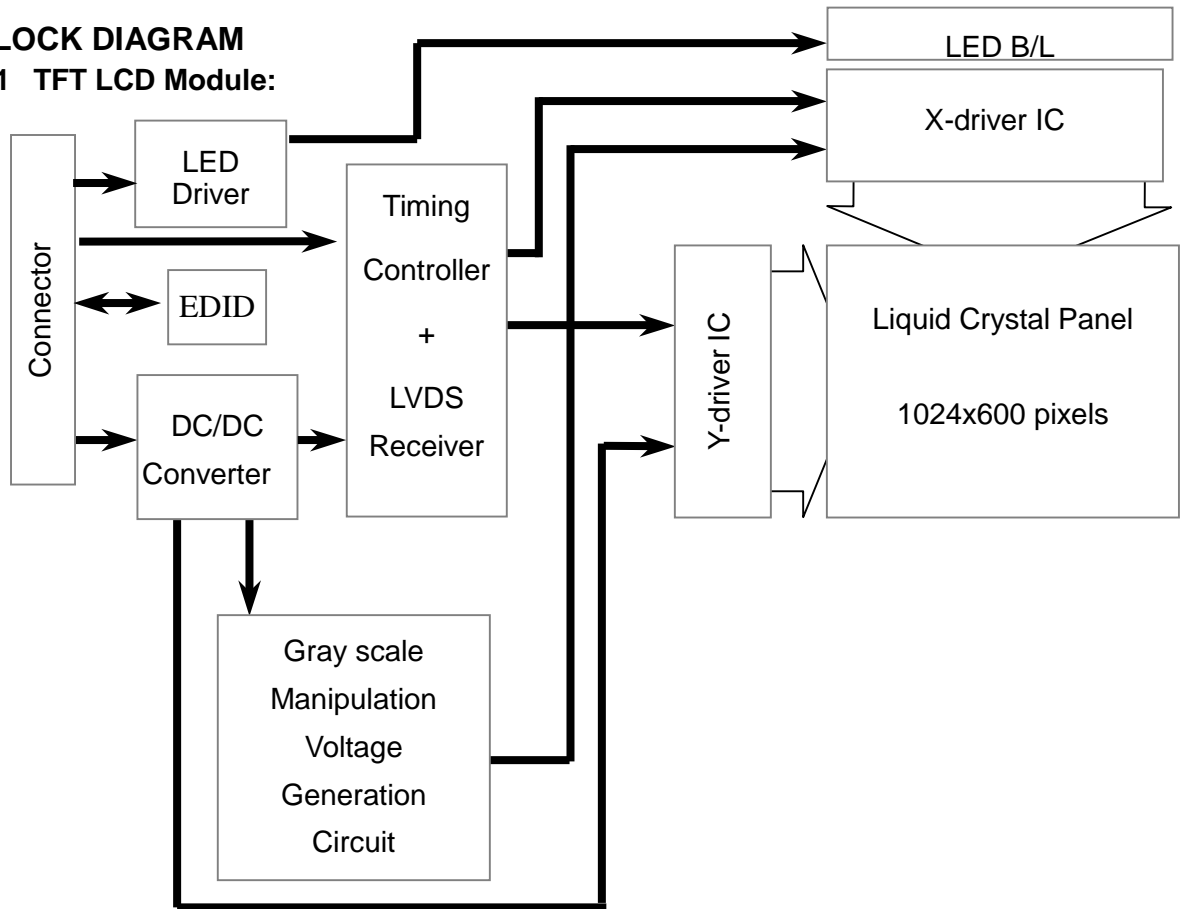 LOCK DIAGRAM
1 TFT LCD Module:
LED B/L
X-driver IC
LED
Driver
Timing
Controller
+
LVDS
Receiver
Connector
EDID
DC/DC
Converter
Y-driver IC
Liquid Crystal Panel
1024x600 pixels
Gray scale
Manipulation
Voltage
Generation
Circuit